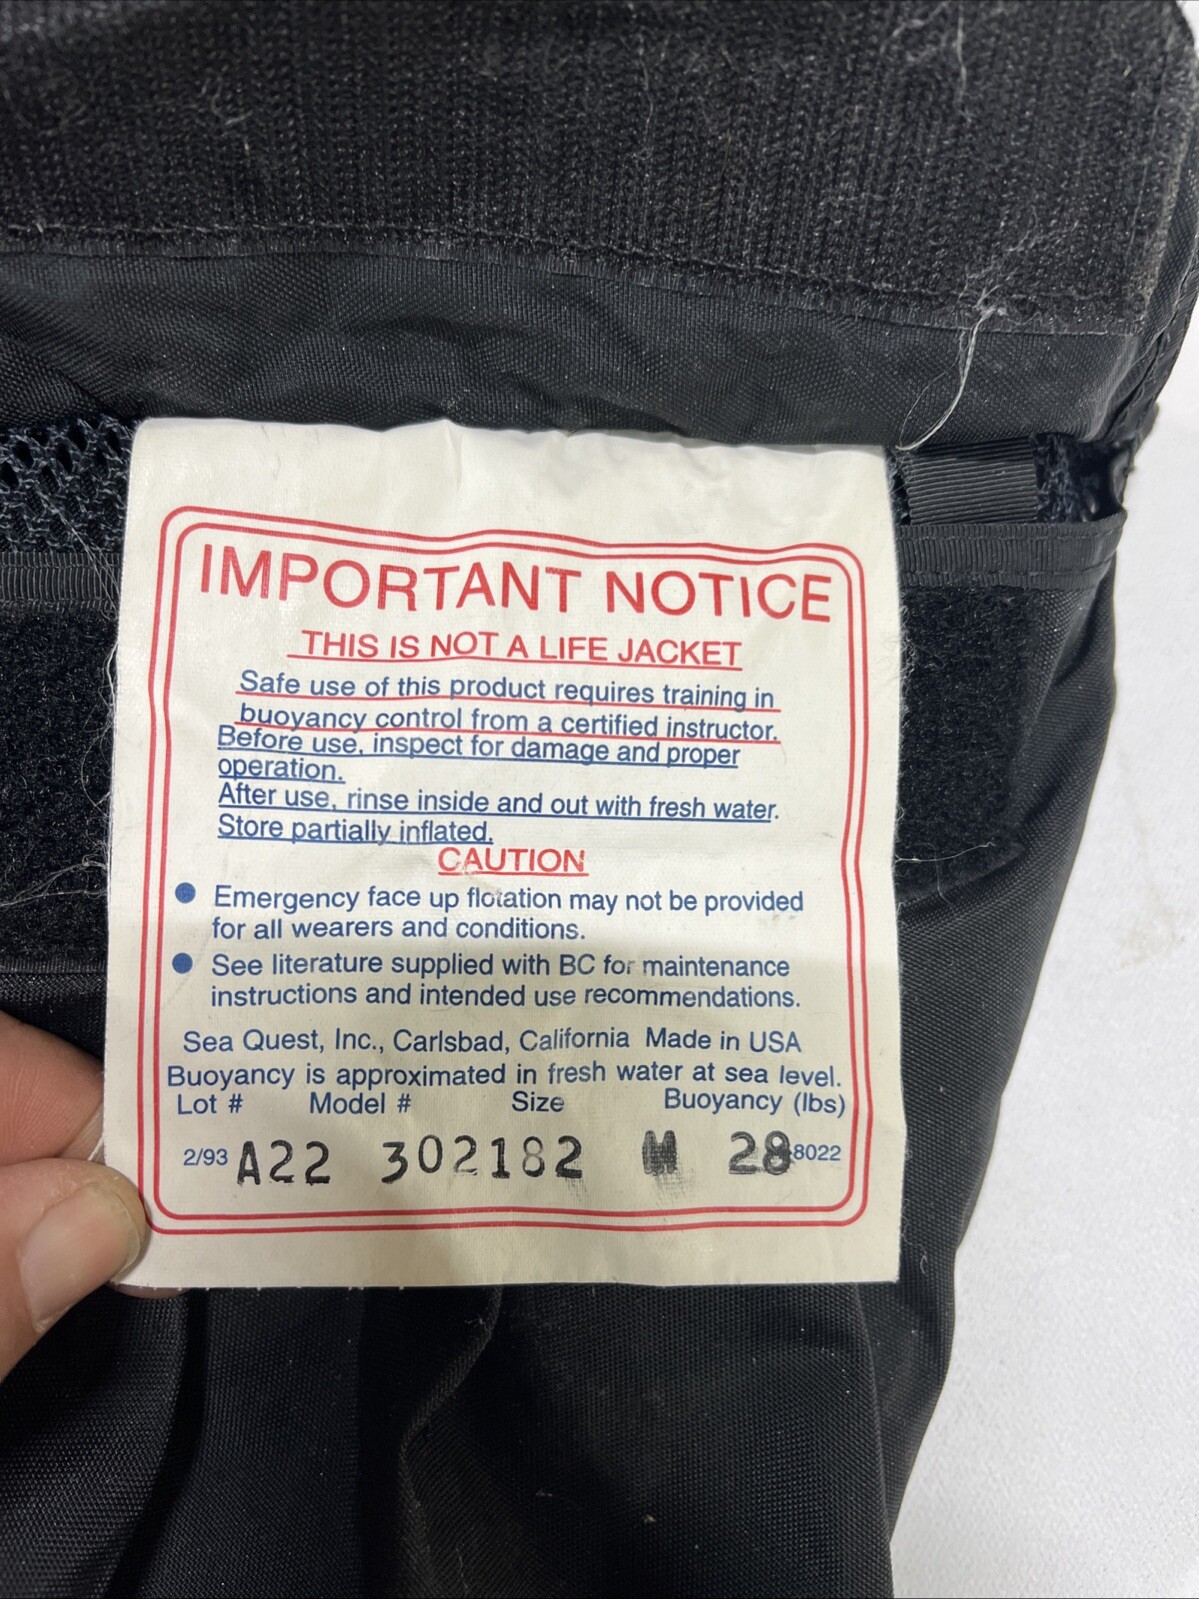 IMPORTANT NOTICE
THIS IS NOT A LIFE JACKET
Safe use of this product requires training in
buoyancy control from a certified instructor.
Before use, inspect for damage and proper
operation.
After use, rinse inside and out with fresh water.
Store partially inflated.
CAUTION
● Emergency face up flotation may not be provided
for all wearers and conditions.
● See literature supplied with BC for maintenance
instructions and intended use recommendations.
Sea Quest, Inc., Carlsbad, California Made in USA
Buoyancy is approximated in fresh water at sea level.
Lot # Model # Size Buoyancy (lbs)
2/93 A22 302182 M 28 8022